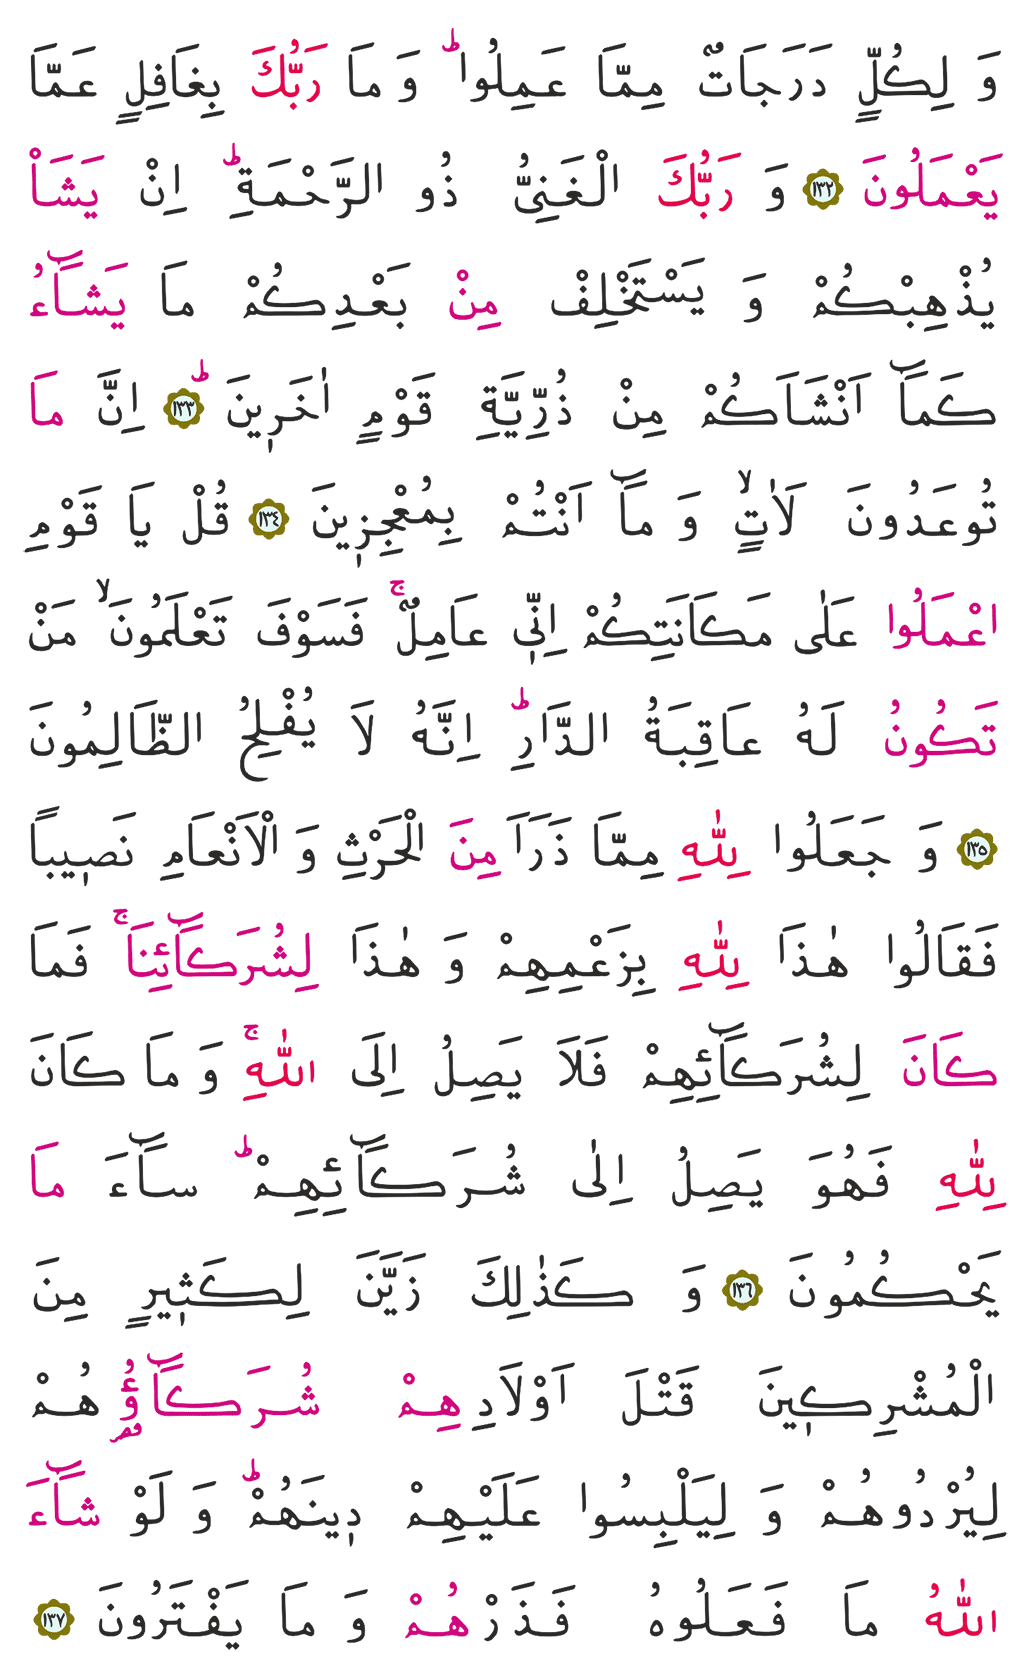 وَ لِكُلٍّ دَرَجَاتٌ مِمَّا عَمِلُواۜ وَ مَا رَبُّكَ بِغَافِلٍ عَمَّا
يَعْمَلُونَ ﴿١٣٢﴾ وَ رَبُّكَ الْغَنِىُّ ذُو الرَّحْمَةِؕ اِنْ يَشَاْ
يُذْهِبْكُمْ وَ يَسْتَخْلِفْ مِنْ بَعْدِكُمْ مَا يَشَٓاءُ
كَمَٓا اَنْشَاَكُمْ مِنْ ذُرِّيَّةِ قَوْمٍ اٰخَرٖينَؕ ﴿١٣٣﴾ اِنَّ مَا
تُوعَدُونَ لَاٰتٍۙ وَ مَٓا اَنْتُمْ بِمُعْجِزٖينَ ﴿١٣٤﴾ قُلْ يَا قَوْمِ
اعْمَلُوا عَلٰى مَكَانَتِكُمْ اِنّٖى عَامِلٌۚ فَسَوْفَ تَعْلَمُونَۙ مَنْ
تَكُونُ لَهُ عَاقِبَةُ الدَّارِؕ اِنَّهُ لَا يُفْلِحُ الظَّالِمُونَ
﴿١٣٥﴾ وَ جَعَلُوا لِلّٰهِ مِمَّا ذَرَاَ مِنَ الْحَرْثِ وَ الْاَنْعَامِ نَصٖيباً
فَقَالُوا هٰذَا لِلّٰهِ بِزَعْمِهِمْ وَ هٰذَا لِشُرَكَٓائِنَاۚ فَمَا
كَانَ لِشُرَكَٓائِهِمْ فَلَا يَصِلُ اِلَى اللّٰهِۚ وَ مَا كَانَ
لِلّٰهِ فَهُوَ يَصِلُ اِلٰى شُرَكَٓائِهِمْؕ سَٓاءَ مَا
يَحْكُمُونَ ﴿١٣٦﴾ وَ كَذٰلِكَ زَيَّنَ لِكَثٖيرٍ مِنَ
الْمُشْرِكٖينَ قَتْلَ اَوْلَادِهِمْ شُرَكَٓاؤُ۬هُمْ
لِيُرْدُوهُمْ وَ لِيَلْبِسُوا عَلَيْهِمْ دٖينَهُمْؕ وَ لَوْ شَٓاءَ
اللّٰهُ مَا فَعَلُوهُ فَذَرْهُمْ وَ مَا يَفْتَرُونَ ﴿١٣٧﴾